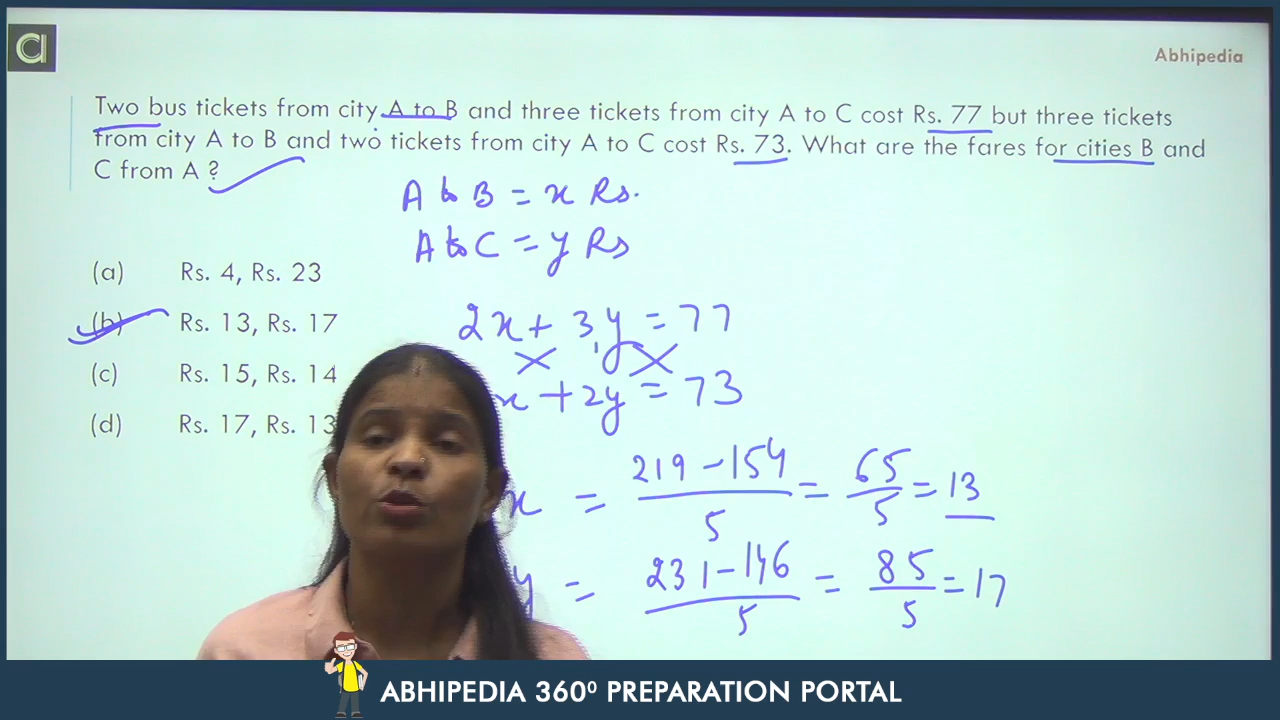 Abhipedia
Two bus tickets from city A to B and three tickets from city A to C cost Rs. 77 but three tickets
from city A to B and two tickets from city A to C cost Rs. 73. What are the fares for cities B and
C from A ?
A to B = x Rs.
A to C = y Rs
(a) Rs. 4, Rs. 23
(b) Rs. 13, Rs. 17
(c) Rs. 15, Rs. 14
(d) Rs. 17, Rs. 13
2x + 3y = 77
x + 2y = 73
x = 219 - 154 / 5 = 65 / 5 = 13
y = 231 - 146 / 5 = 85 / 5 = 17
ABHIPEDIA 360⁰ PREPARATION PORTAL